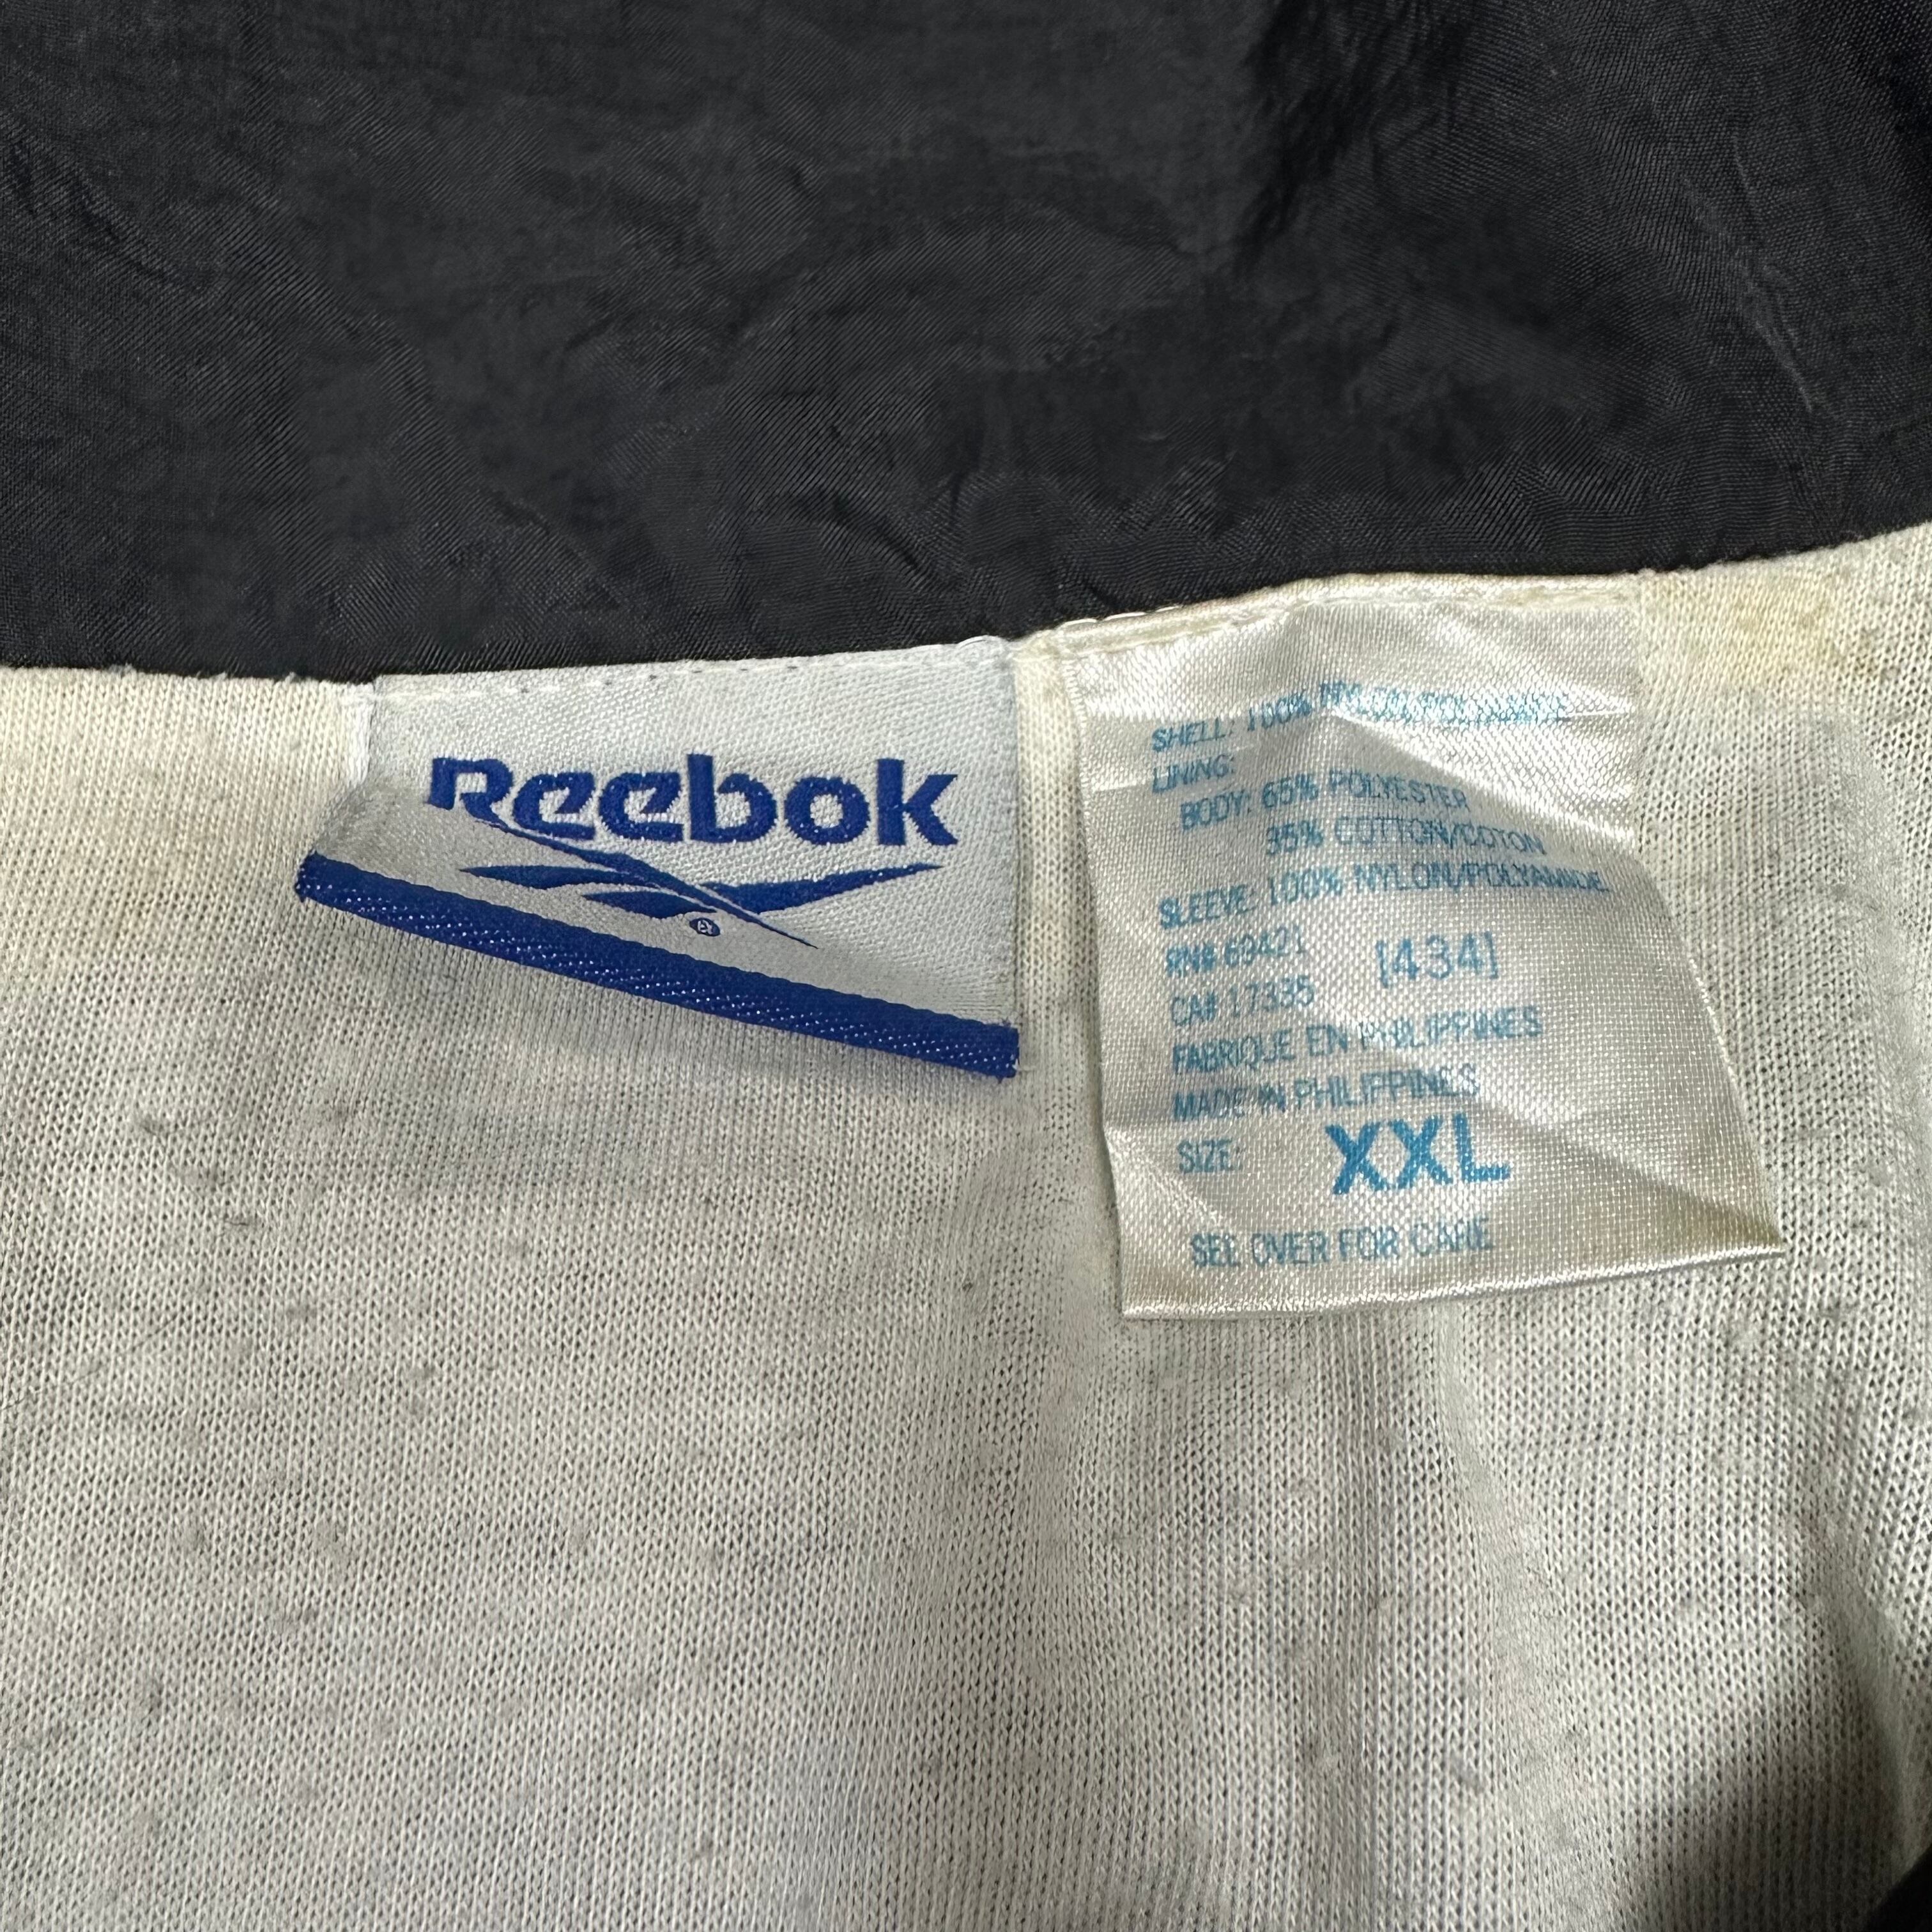 Reebok
®
SHELL: 100% NYLON/POLYAMIDE
LINING:
BODY: 65% POLYESTER
35% COTTON/COTON
SLEEVE: 100% NYLON/POLYAMIDE
RN# 69421 [434]
CA# 17335
FABRIQUE EN PHILIPPINES
MADE IN PHILIPPINES
SIZE: XXL
SEE OVER FOR CARE